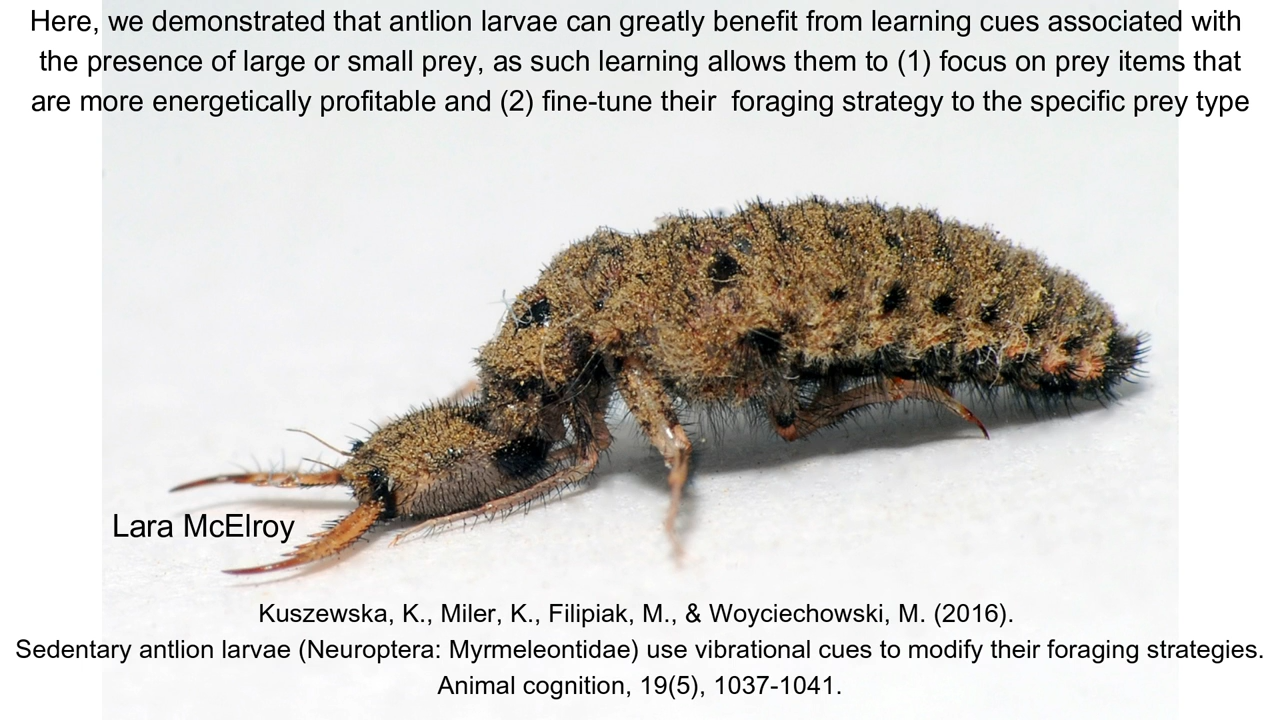 Here, we demonstrated that antlion larvae can greatly benefit from learning cues associated with
the presence of large or small prey, as such learning allows them to (1) focus on prey items that
are more energetically profitable and (2) fine-tune their  foraging strategy to the specific prey type
Lara McElroy
Kuszewska, K., Miler, K., Filipiak, M., & Woyciechowski, M. (2016).
Sedentary antlion larvae (Neuroptera: Myrmeleontidae) use vibrational cues to modify their foraging strategies.
Animal cognition, 19(5), 1037-1041.